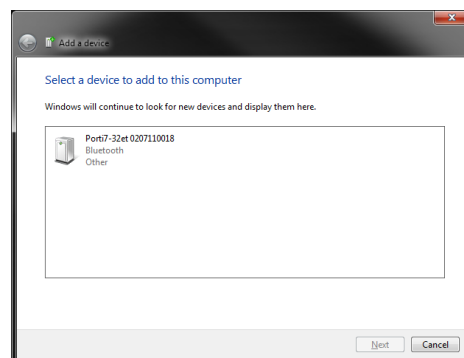 Add a device
Select a device to add to this computer
Windows will continue to look for new devices and display them here.
Porti7-32et 0207110018
Bluetooth
Other
Next
Cancel